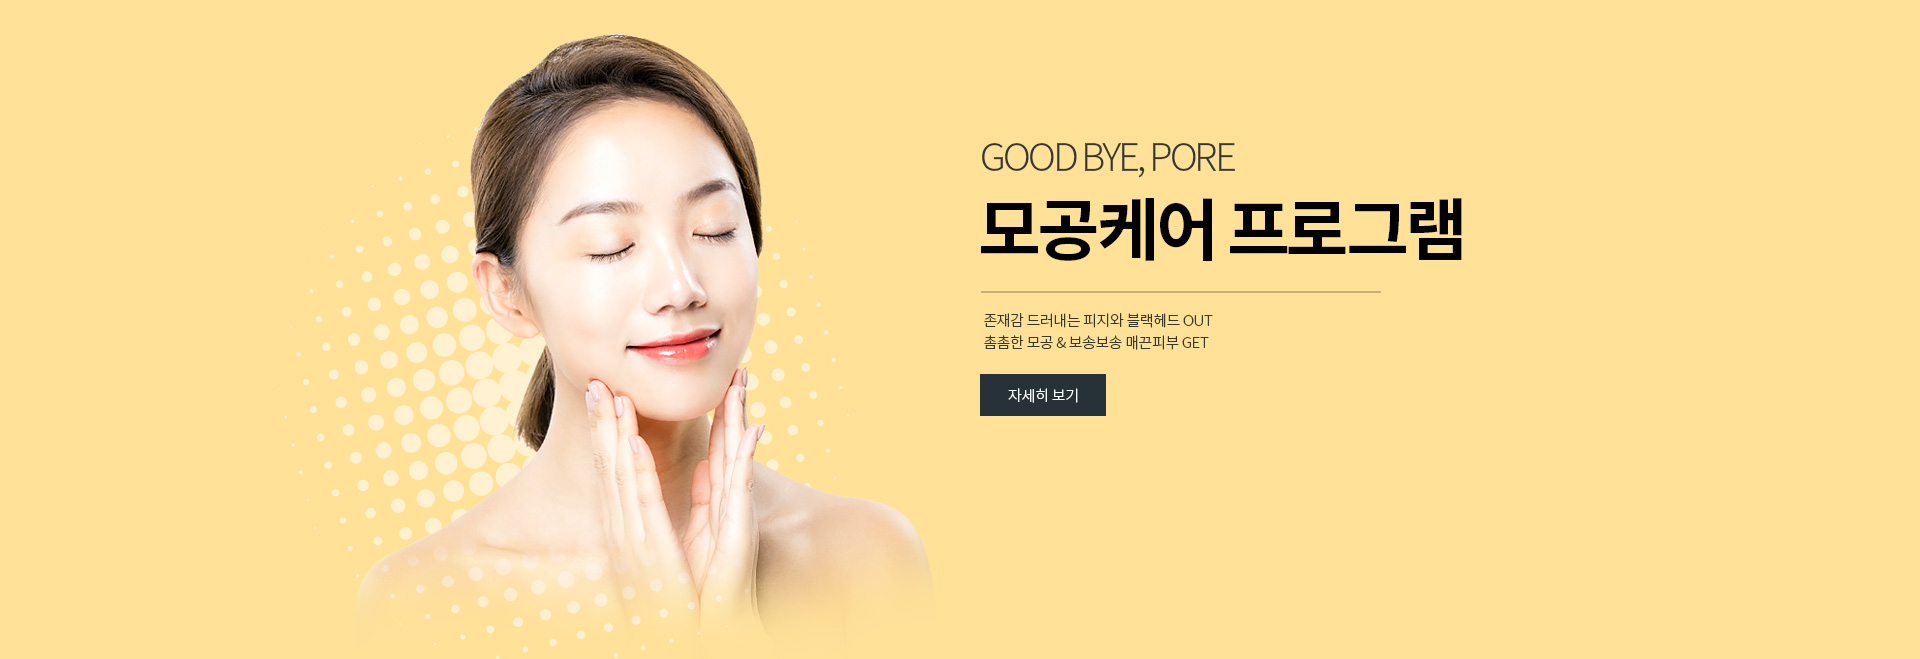 GOOD BYE, PORE
모공케어 프로그램
존재감 드러내는 피지와 블랙헤드 OUT
촘촘한 모공 & 보송보송 매끈피부 GET
자세히 보기